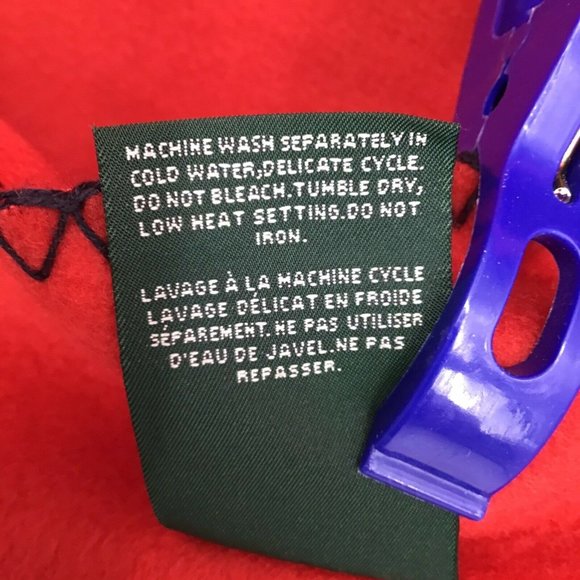 MACHINE WASH SEPARATELY IN
COLD WATER,DELICATE CYCLE.
DO NOT BLEACH.TUMBLE DRY,
LOW HEAT SETTING.DO NOT
IRON.
LAVAGE À LA MACHINE CYCLE
LAVAGE DÉLICAT EN FROIDE
SÉPAREMENT.NE PAS UTILISER
D'EAU DE JAVEL.NE PAS
REPASSER.